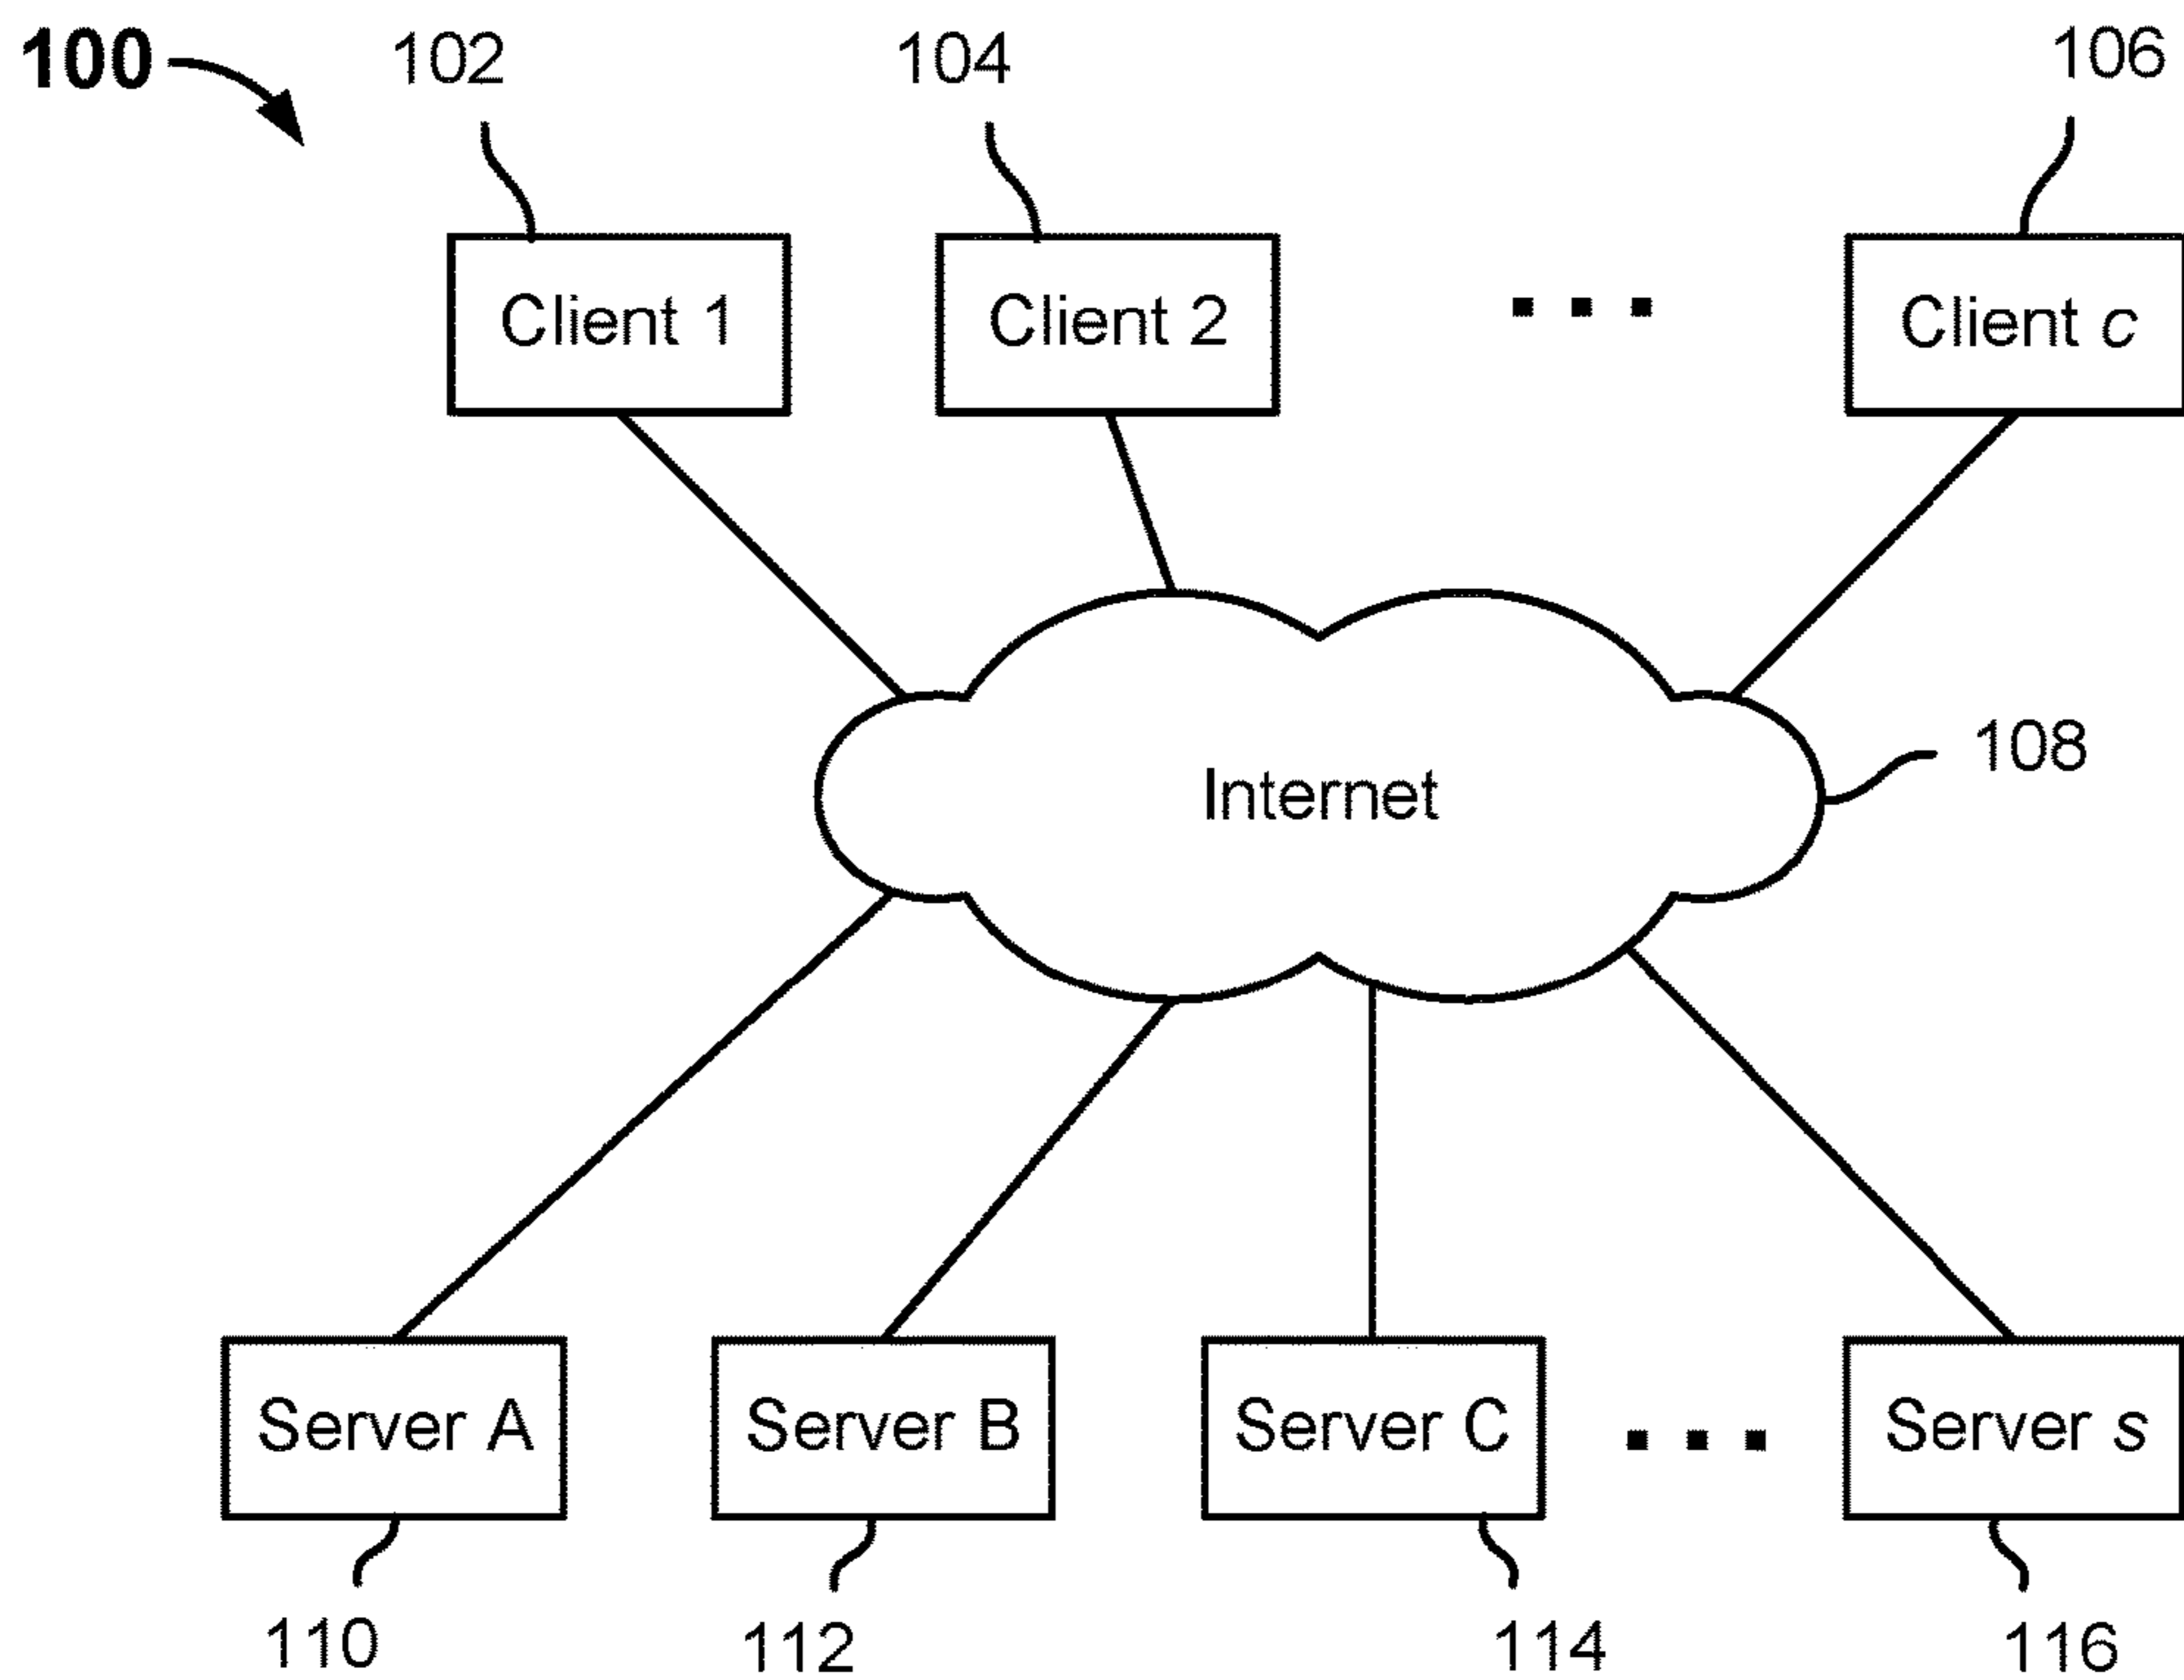 100
102
104
106
Client 1
Client 2
Client c
Internet
108
Server A
Server B
Server C
Server s
110
112
114
116